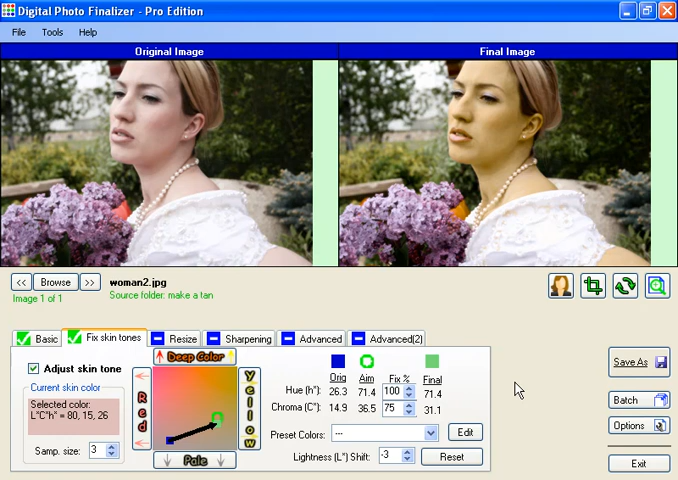 Digital Photo Finalizer - Pro Edition
File Tools Help
Original Image Final Image
<< Browse >> woman2.jpg
Image 1 of 1 Source folder: make a tan
Basic Fix skin tones Resize Sharpening Advanced Advanced(2)
Adjust skin tone
Current skin color
Selected color:
L*C*h* = 80, 15, 26
Samp. size: 3
Deep Color
Red
Yellow
Pale
Orig Aim Fix % Final
Hue (h*): 26.3 71.4 100 71.4
Chroma (C*): 14.9 36.5 75 31.1
Preset Colors: --- Edit
Lightness (L*) Shift: -3 Reset
Save As
Batch
Options
Exit